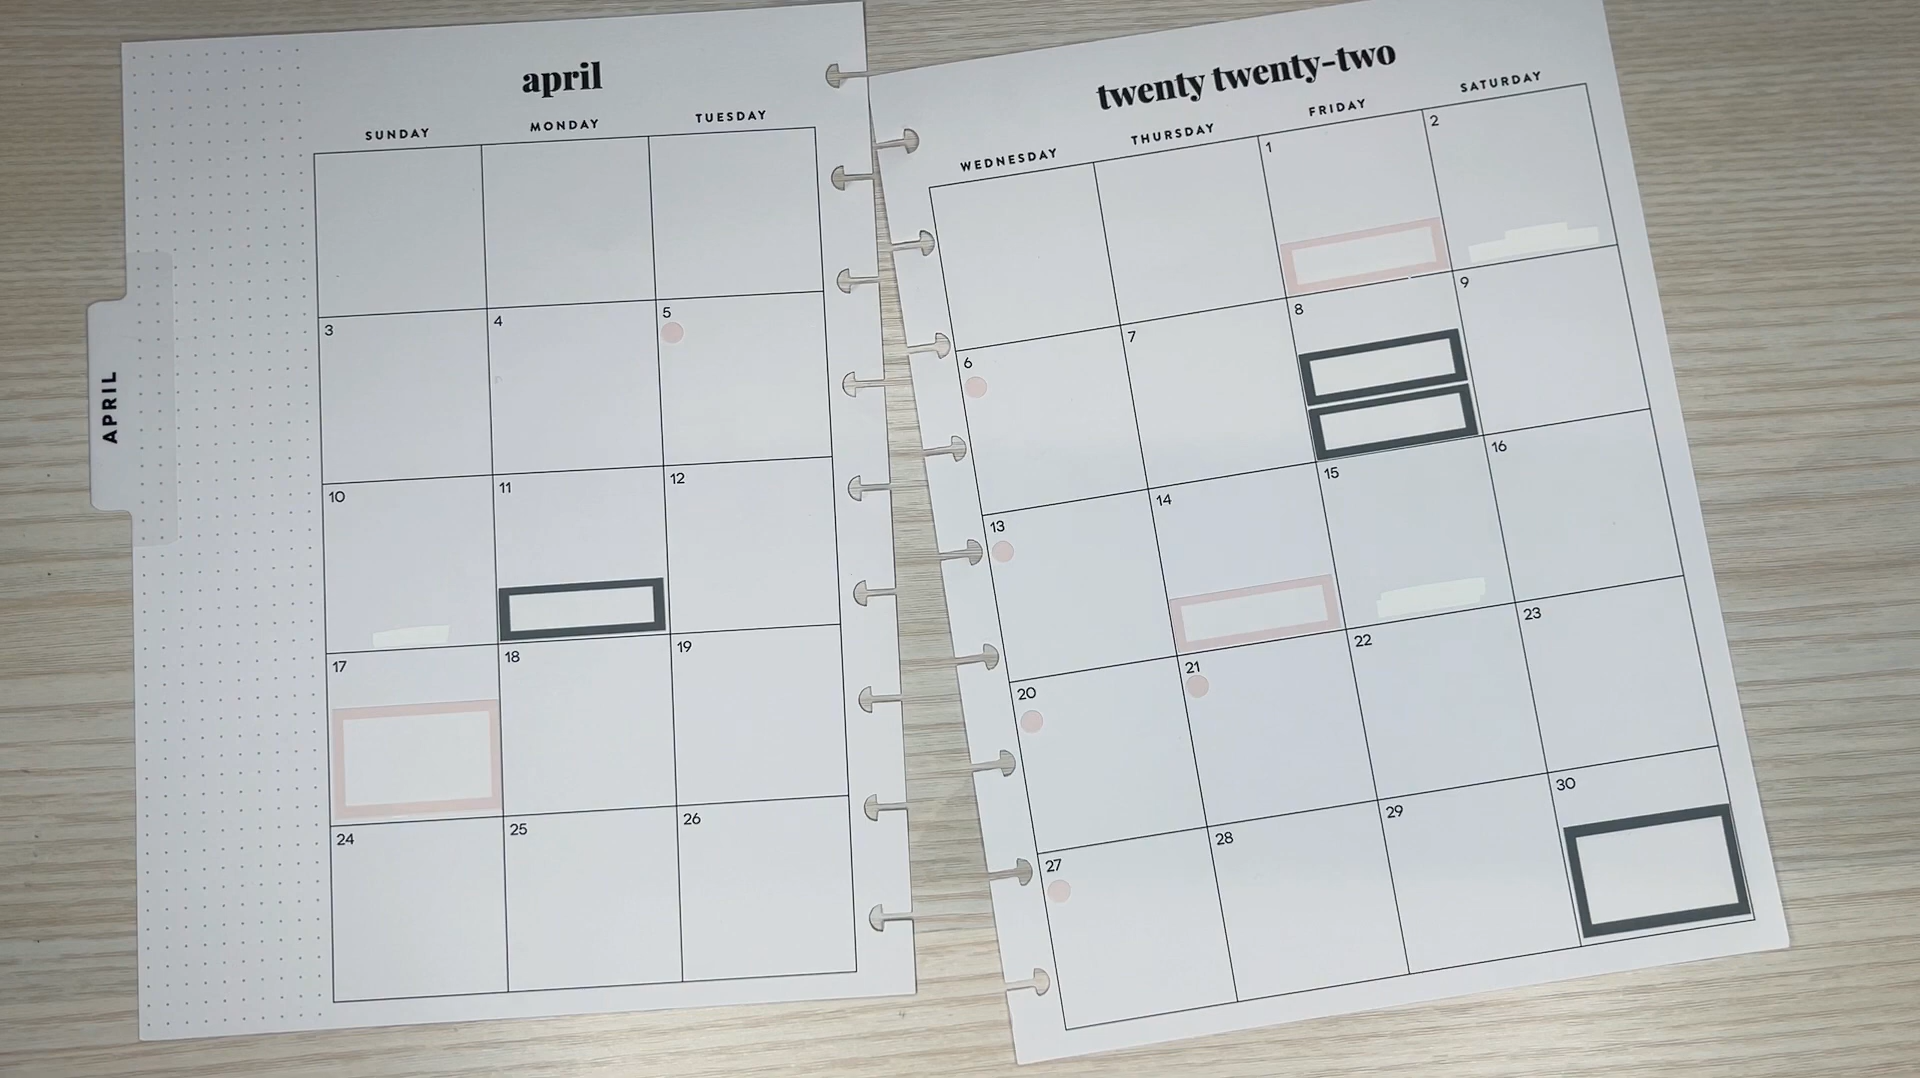 april
SUNDAY MONDAY TUESDAY
3 4 5
10 11 12
17 18 19
24 25 26
APRIL
twenty twenty-two
WEDNESDAY THURSDAY FRIDAY SATURDAY
1 2
6 7 8 9
13 14 15 16
20 21 22 23
27 28 29 30